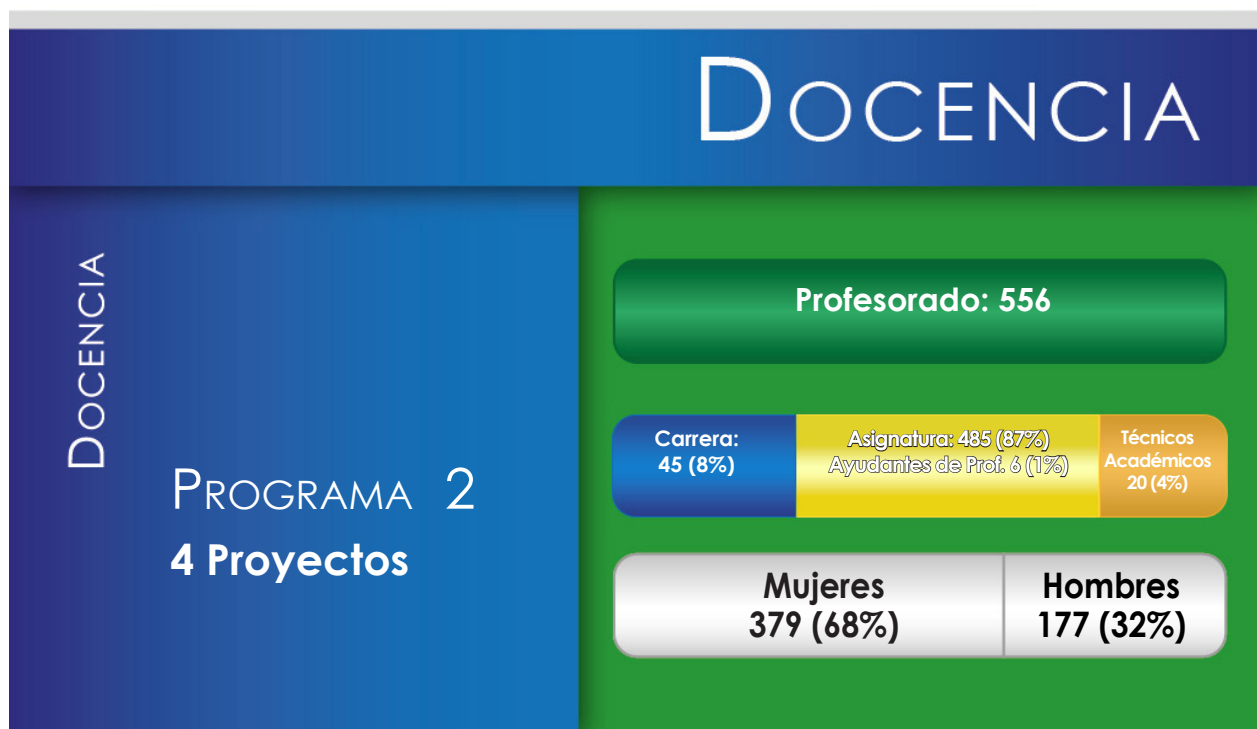 DOCENCIA
DOCENCIA
PROGRAMA 2
4 Proyectos
Profesorado: 556
Carrera:
45 (8%)
Asignatura: 485 (87%)
Ayudantes de Prof. 6 (1%)
Técnicos
Académicos
20 (4%)
Mujeres
379 (68%)
Hombres
177 (32%)